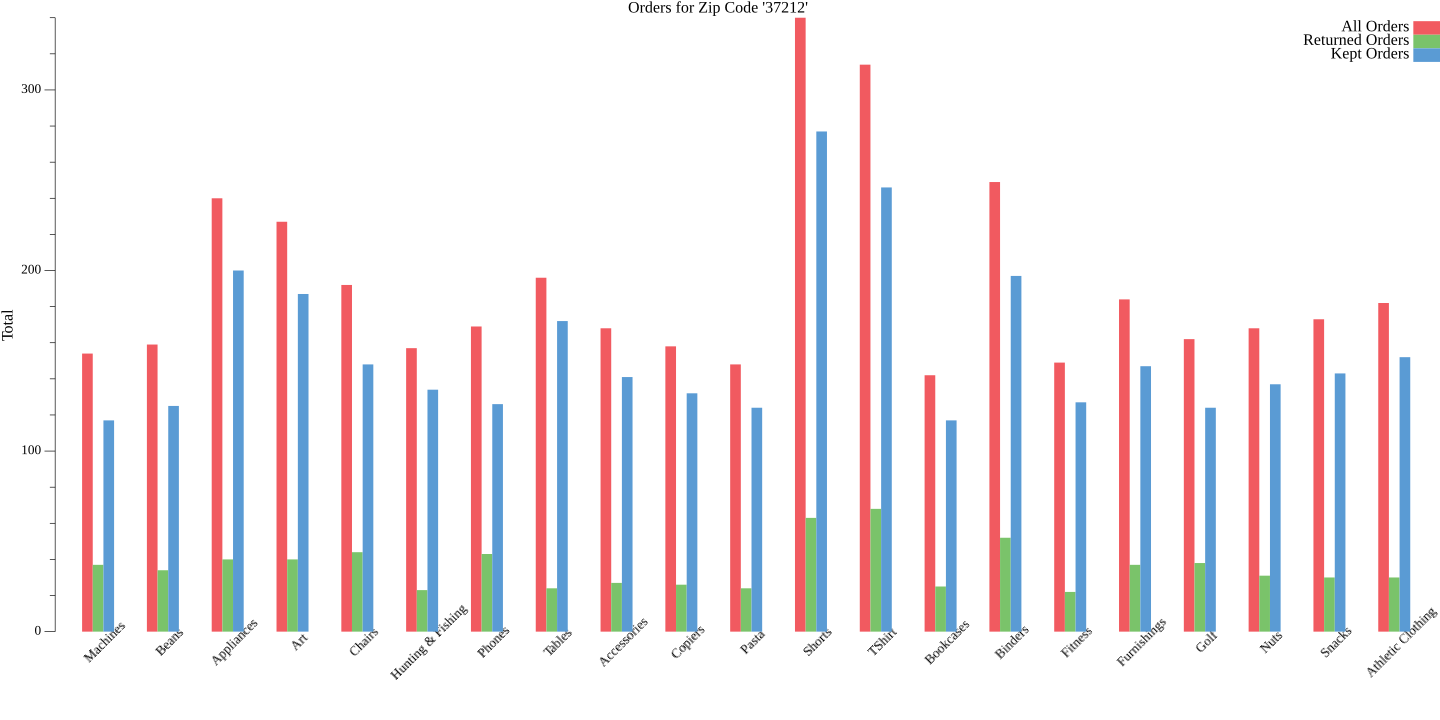 Orders for Zip Code '37212'
All Orders
Returned Orders
Kept Orders
Total
300
200
100
0
Machines
Beans
Appliances
Art
Chairs
Hunting & Fishing
Phones
Tables
Accessories
Copiers
Pasta
Shorts
TShirt
Bookcases
Binders
Fitness
Furnishings
Golf
Nuts
Snacks
Athletic Clothing